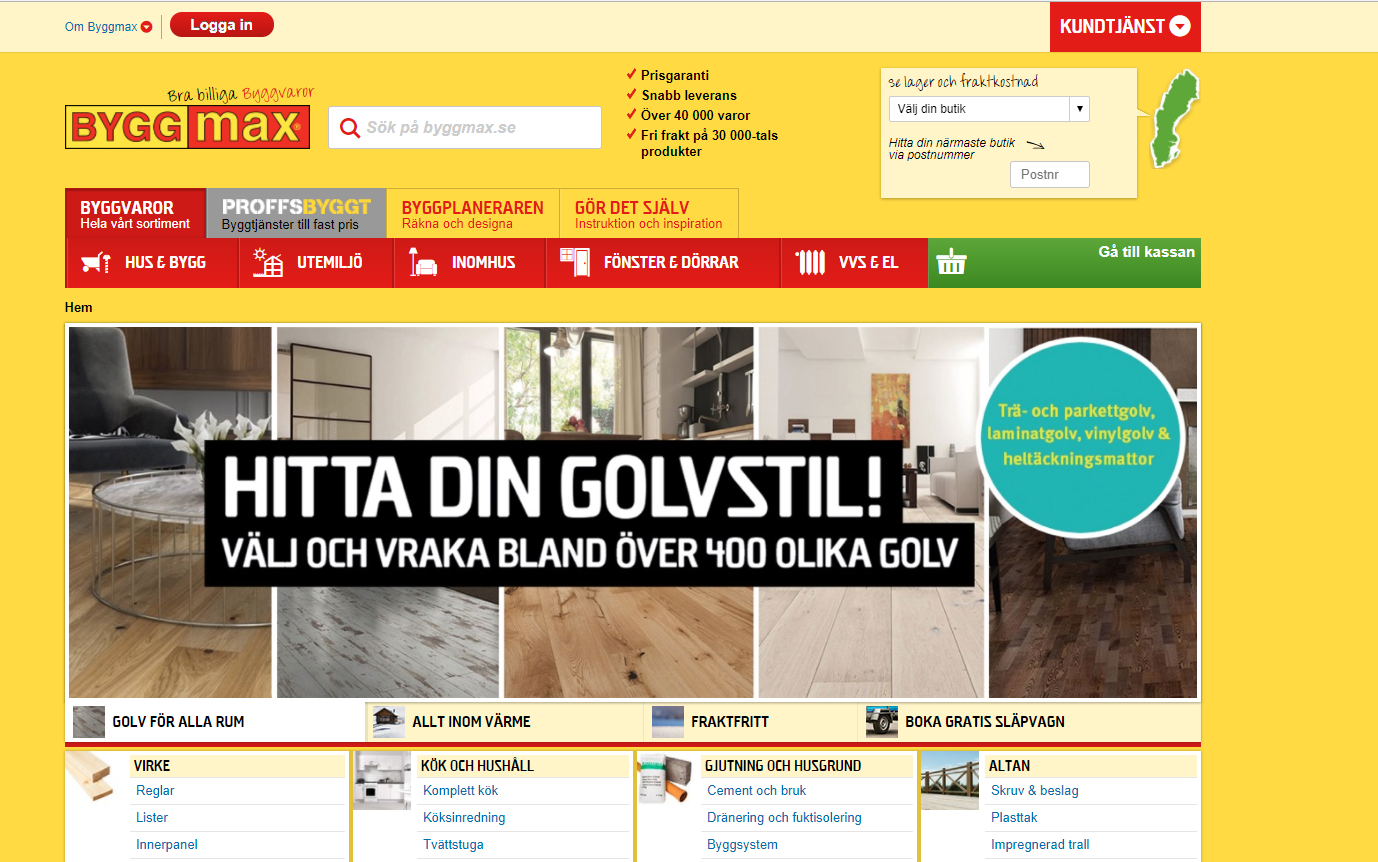 Om Byggmax
Logga in
KUNDTJÄNST
Bra billiga Byggvaror
BYGGmax®
Sök på byggmax.se
Prisgaranti
Snabb leverans
Över 40 000 varor
Fri frakt på 30 000-tals
produkter
se lager och fraktkostnad
Välj din butik
Hitta din närmaste butik
via postnummer
Postnr
BYGGVAROR
Hela vårt sortiment
PROFFSBYGGT
Byggtjänster till fast pris
BYGGPLANERAREN
Räkna och designa
GÖR DET SJÄLV
Instruktion och inspiration
HUS & BYGG
UTEMILJÖ
INOMHUS
FÖNSTER & DÖRRAR
VVS & EL
Gå till kassan
Hem
Trä- och parkettgolv,
laminatgolv, vinylgolv &
heltäckningsmattor
HITTA DIN GOLVSTIL!
VÄLJ OCH VRAKA BLAND ÖVER 400 OLIKA GOLV
GOLV FÖR ALLA RUM
ALLT INOM VÄRME
FRAKTFRITT
BOKA GRATIS SLÄPVAGN
VIRKE
Reglar
Lister
Innerpanel
KÖK OCH HUSHÅLL
Komplett kök
Köksinredning
Tvättstuga
GJUTNING OCH HUSGRUND
Cement och bruk
Dränering och fuktisolering
Byggsystem
ALTAN
Skruv & beslag
Plasttak
Impregnerad trall